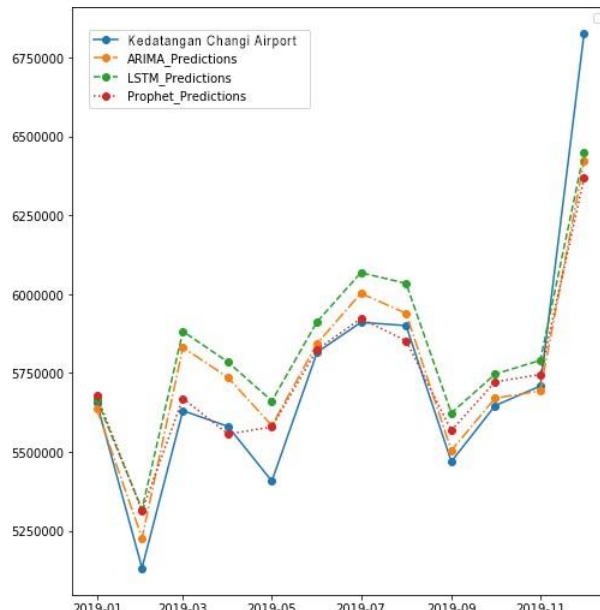 Kedatangan Changi Airport
ARIMA_Predictions
LSTM_Predictions
Prophet_Predictions
6750000
6500000
6250000
6000000
5750000
5500000
5250000
2019-01 2019-03 2019-05 2019-07 2019-09 2019-11